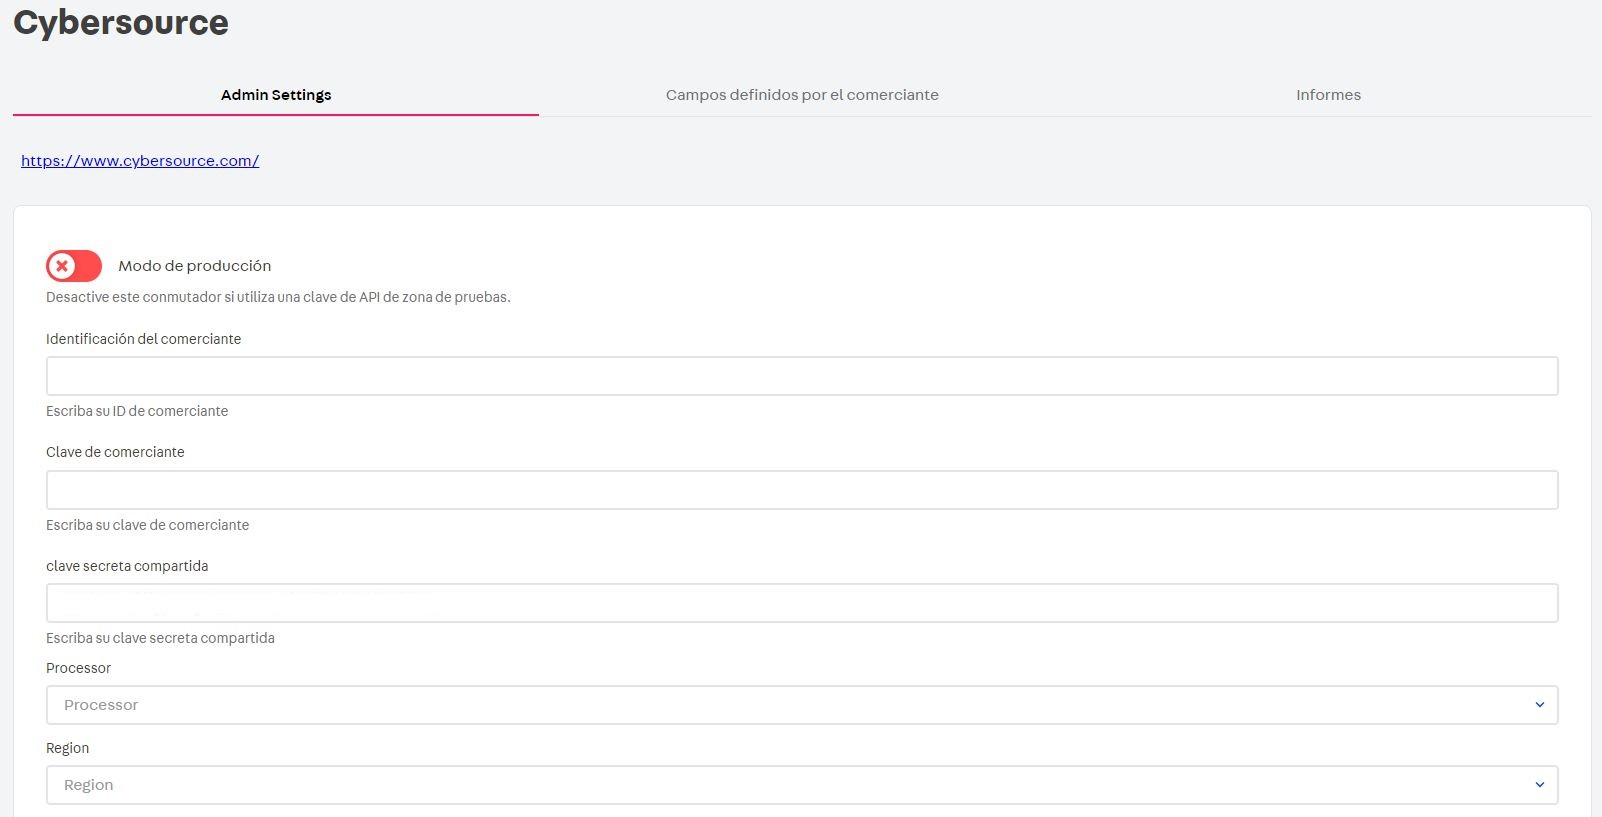 Cybersource
Admin Settings
Campos definidos por el comerciante
Informes
https://www.cybersource.com/
Modo de producción
Desactive este conmutador si utiliza una clave de API de zona de pruebas.
Identificación del comerciante
Escriba su ID de comerciante
Clave de comerciante
Escriba su clave de comerciante
clave secreta compartida
Escriba su clave secreta compartida
Processor
Processor
Region
Region